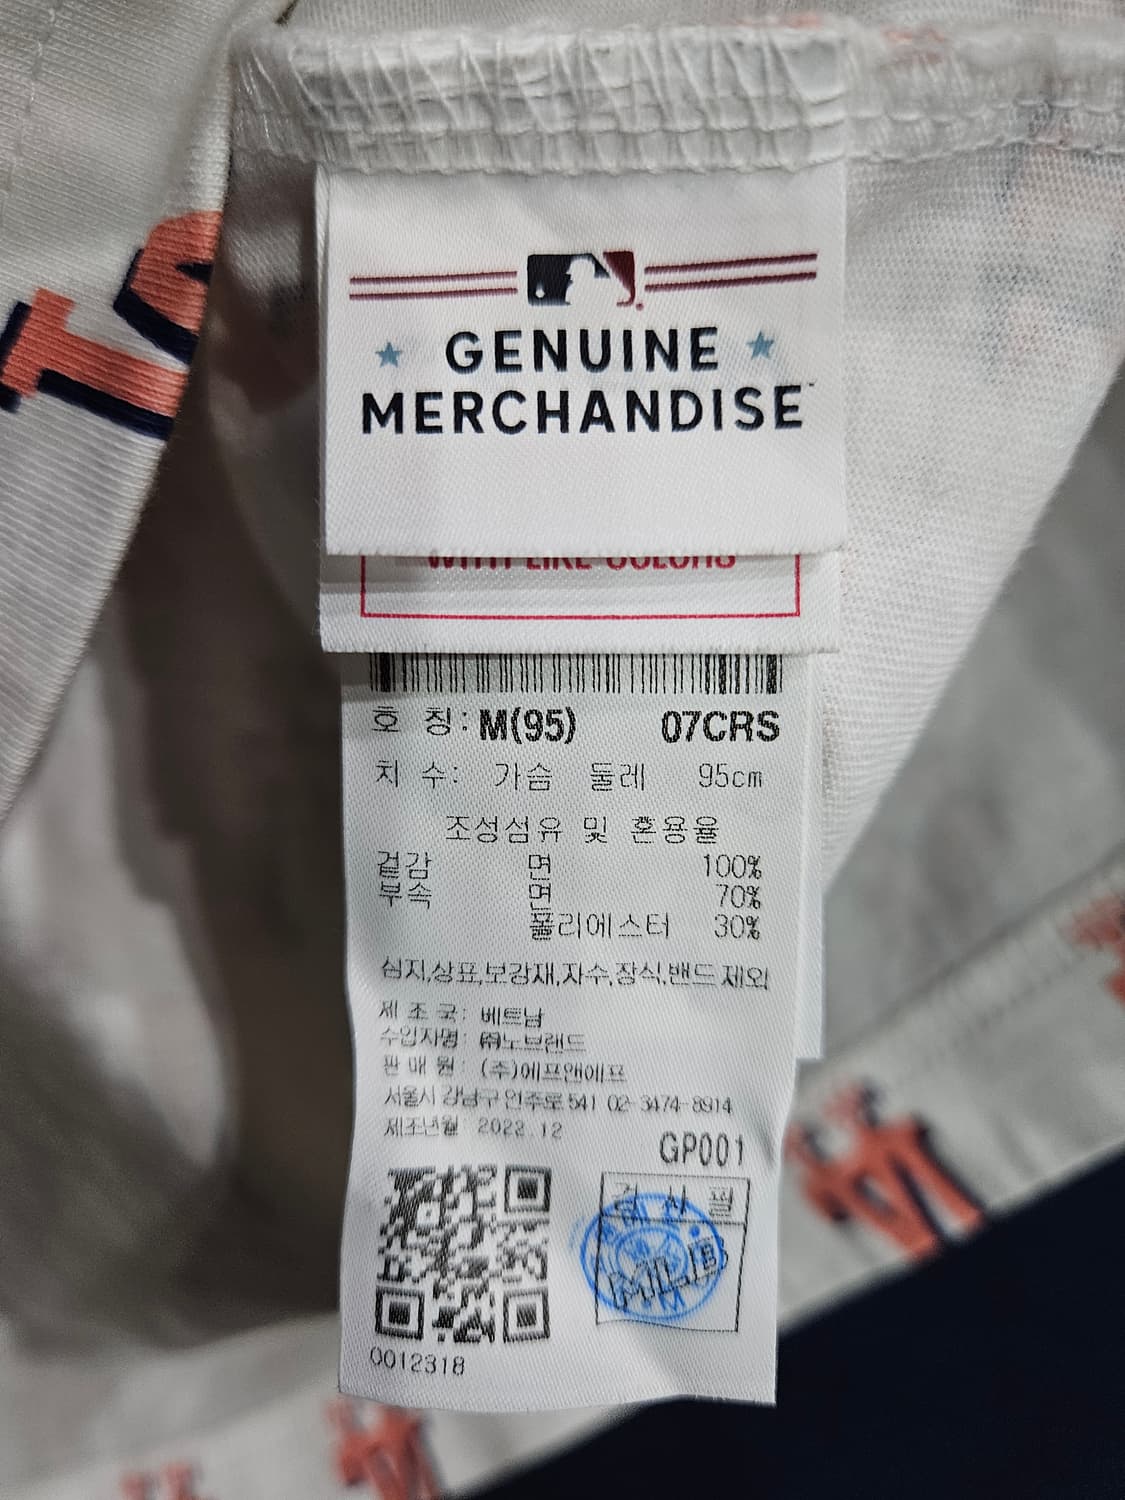 GENUINE
MERCHANDISE
WITH LIKE COLORS
호 칭: M(95) 07CRS
치 수: 가슴 둘레 95cm
조성섬유 및 혼용율
겉감 면 100%
부속 면 70%
폴리에스터 30%
심지,상표,보강재,자수,장식,밴드 제외
제 조 국: 베트남
수입자명: ㈜노브랜드
판 매 원: (주)에프앤에프
서울시 강남구 언주로 541 02-3474-8914
제조년월: 2022.12
GP001
검 사 필
MLB
0012318